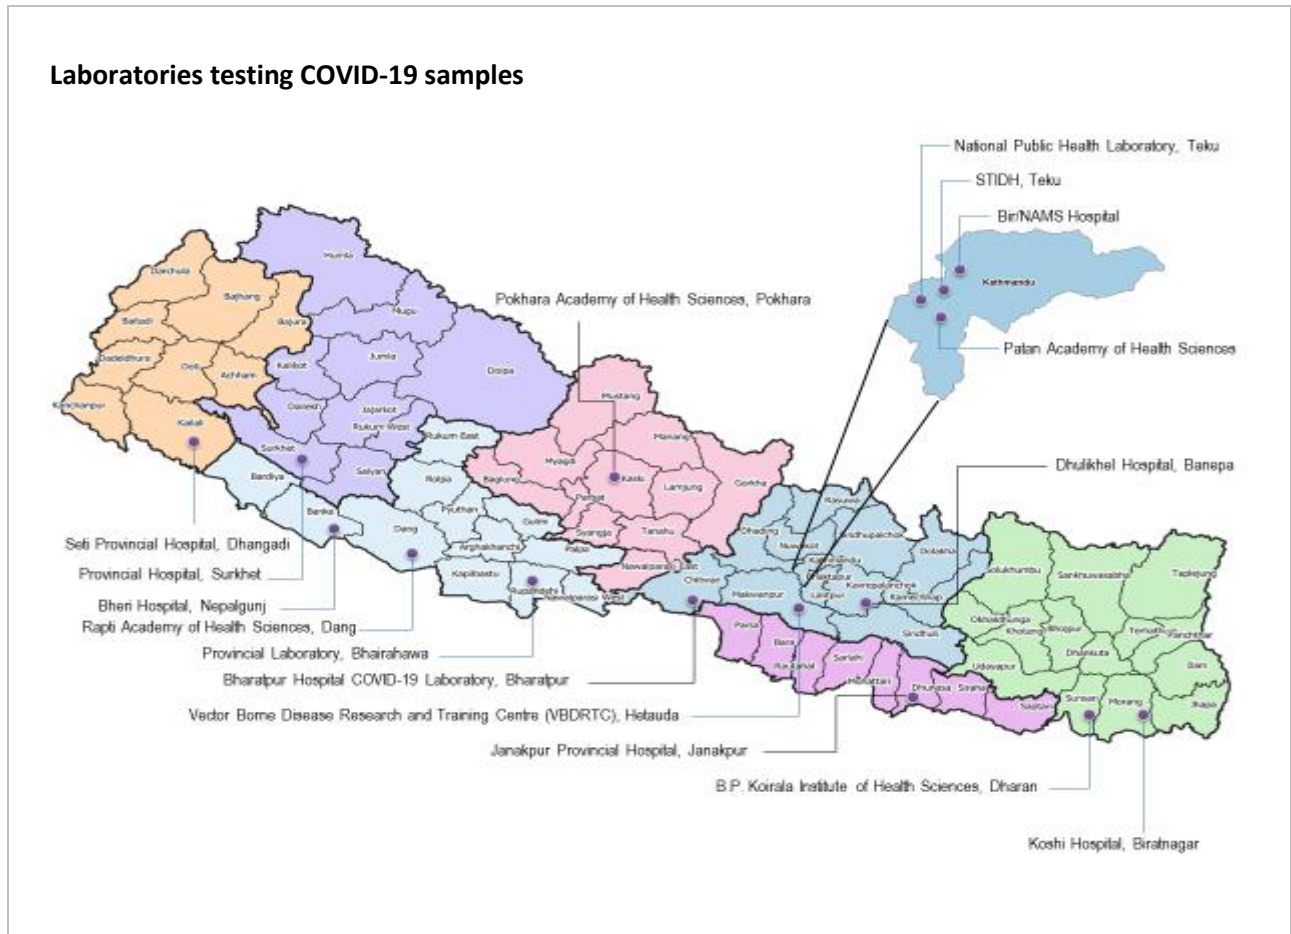 Laboratories testing COVID-19 samples
National Public Health Laboratory, Teku
STIDH, Teku
Bir/NAMS Hospital
Kathmandu
Patan Academy of Health Sciences
Pokhara Academy of Health Sciences, Pokhara
Dhulikhel Hospital, Banepa
Darchula
Bajhang
Baitadi
Bajura
Dadeldhura
Doti
Achham
Kanchanpur
Kailali
Humla
Mugu
Jumla
Kalikot
Dolpa
Jajarkot
Rukum West
Surkhet
Salyan
Rukum East
Rolpa
Bardiya
Banke
Dang
Pyuthan
Gulmi
Arghakhanchi
Palpa
Kapilbastu
Rupandehi
Nawalparasi West
Mustang
Manang
Myagdi
Kaski
Baglung
Parbat
Lamjung
Gorkha
Syangja
Tanahu
Nawalparasi East
Rasuwa
Dhading
Nuwakot
Sindhupalchok
Dolakha
Kathmandu
Bhaktapur
Lalitpur
Kavrepalanchok
Ramechhap
Chitwan
Makwanpur
Sindhuli
Parsa
Bara
Rautahat
Sarlahi
Mahottari
Dhanusa
Siraha
Saptari
Solukhumbu
Sankhuwasabha
Taplejung
Okhaldhunga
Khotang
Bhojpur
Terhathum
Panchthar
Dhankuta
Udayapur
Ilam
Sunsari
Morang
Jhapa
Seti Provincial Hospital, Dhangadi
Provincial Hospital, Surkhet
Bheri Hospital, Nepalgunj
Rapti Academy of Health Sciences, Dang
Provincial Laboratory, Bhairahawa
Bharatpur Hospital COVID-19 Laboratory, Bharatpur
Vector Borne Disease Research and Training Centre (VBDRTC), Hetauda
Janakpur Provincial Hospital, Janakpur
B.P. Koirala Institute of Health Sciences, Dharan
Koshi Hospital, Biratnagar